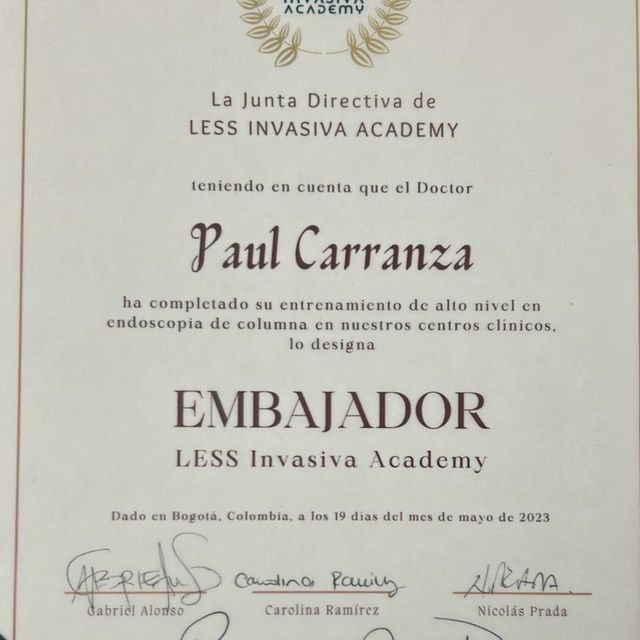 INVASIVA
ACADEMY
La Junta Directiva de
LESS INVASIVA ACADEMY
teniendo en cuenta que el Doctor
Paul Carranza
ha completado su entrenamiento de alto nivel en
endoscopia de columna en nuestros centros clínicos,
lo designa
EMBAJADOR
LESS Invasiva Academy
Dado en Bogotá, Colombia, a los 19 días del mes de mayo de 2023
Gabriel Alonso Carolina Ramírez Nicolás Prada